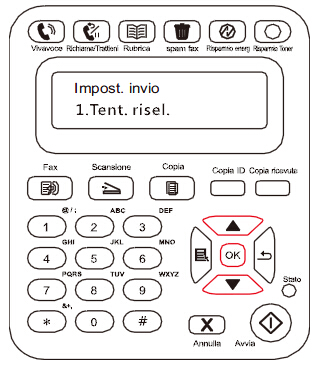 Vivavoce Richiama/Trattieni Rubrica spam fax Risparmio energ Risparmio Toner
Impost. invio
1.Tent. risel.
Fax Scansione Copia Copia ID Copia ricevuta
@/: ABC DEF
1 2 3
GHI JKL MNO
4 5 6 OK
PQRS TUV WXYZ
7 8 9 Stato
&+,
* 0 # X
Annulla Avvia